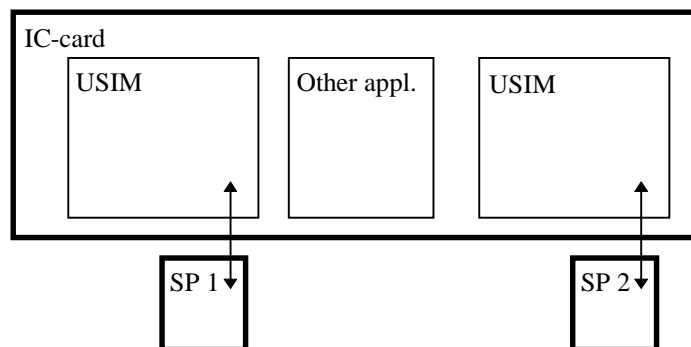 IC-card
USIM
Other appl.
USIM
SP 1
SP 2